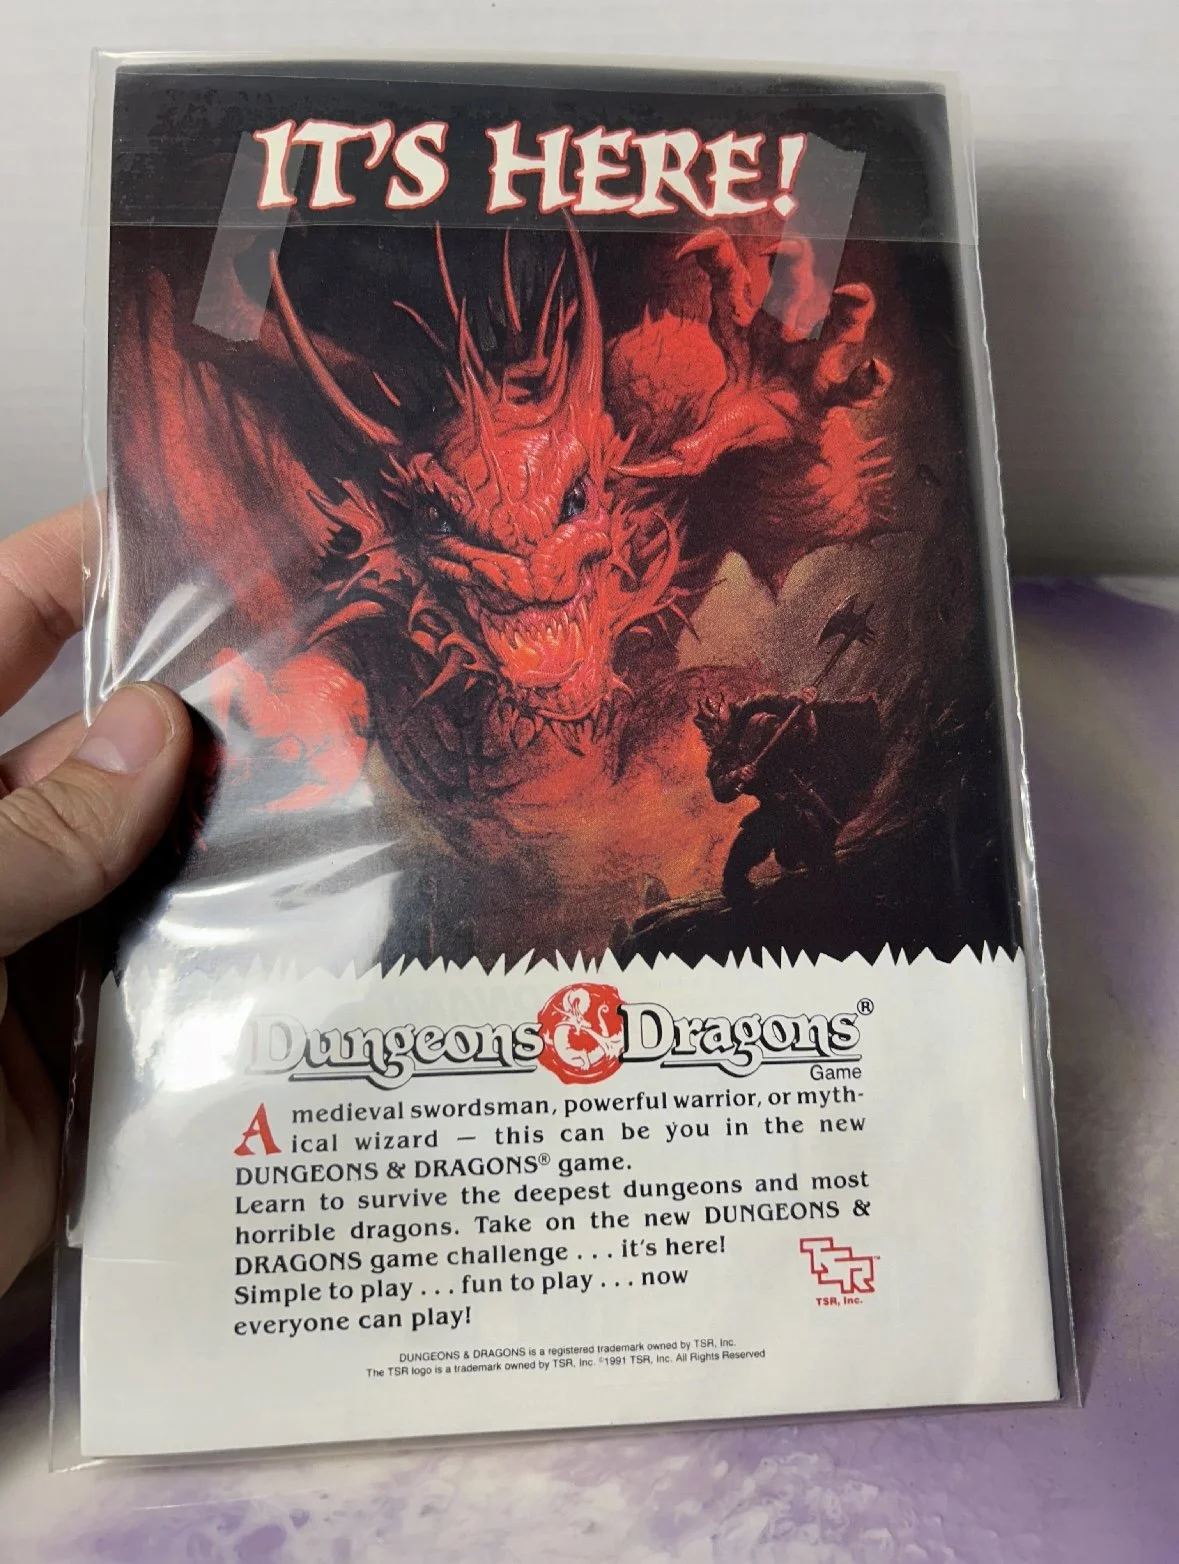 IT'S HERE!
Dungeons & Dragons®
Game
A medieval swordsman, powerful warrior, or myth-
ical wizard — this can be you in the new
DUNGEONS & DRAGONS® game.
Learn to survive the deepest dungeons and most
horrible dragons. Take on the new DUNGEONS &
DRAGONS game challenge . . . it's here!
Simple to play . . . fun to play . . . now
everyone can play!
TSR™
TSR, Inc.
DUNGEONS & DRAGONS is a registered trademark owned by TSR, Inc.
The TSR logo is a trademark owned by TSR, Inc. ©1991 TSR, Inc. All Rights Reserved